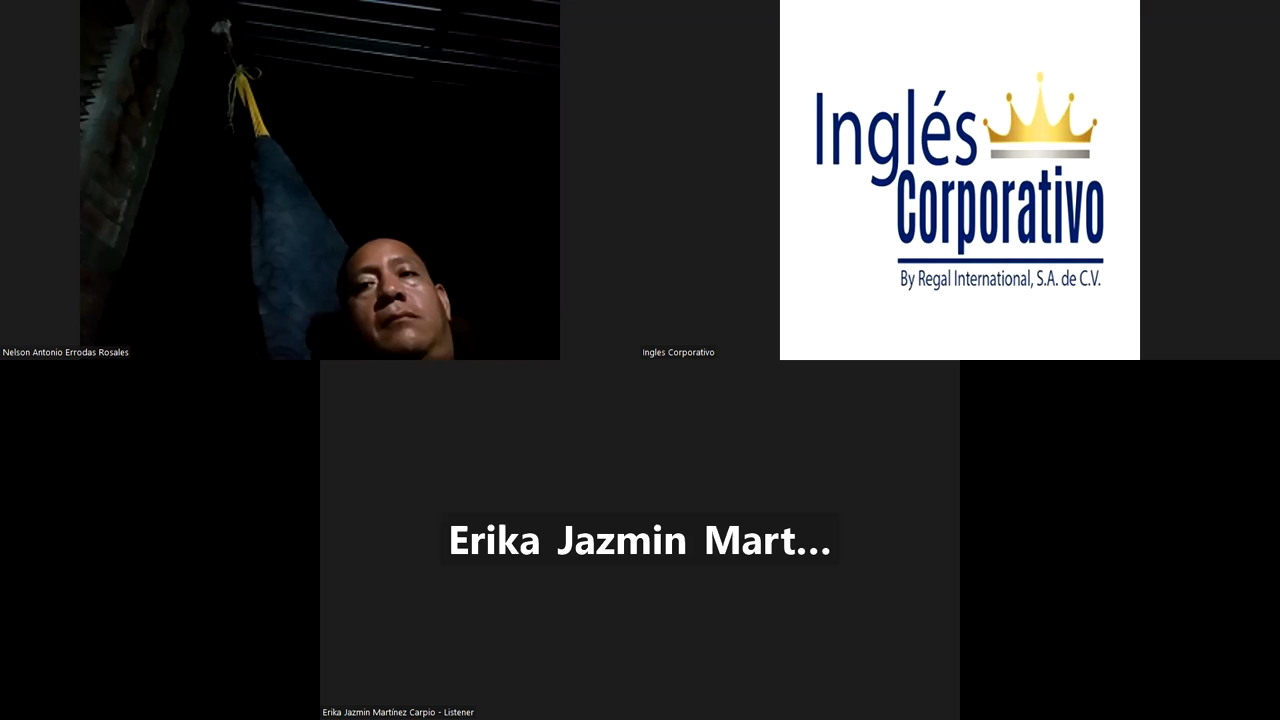 Inglés
Corporativo
By Regal International, S.A. de C.V.
Nelson Antonio Errodas Rosales
Ingles Corporativo
Erika Jazmin Mart...
Erika Jazmin Martínez Carpio - Listener